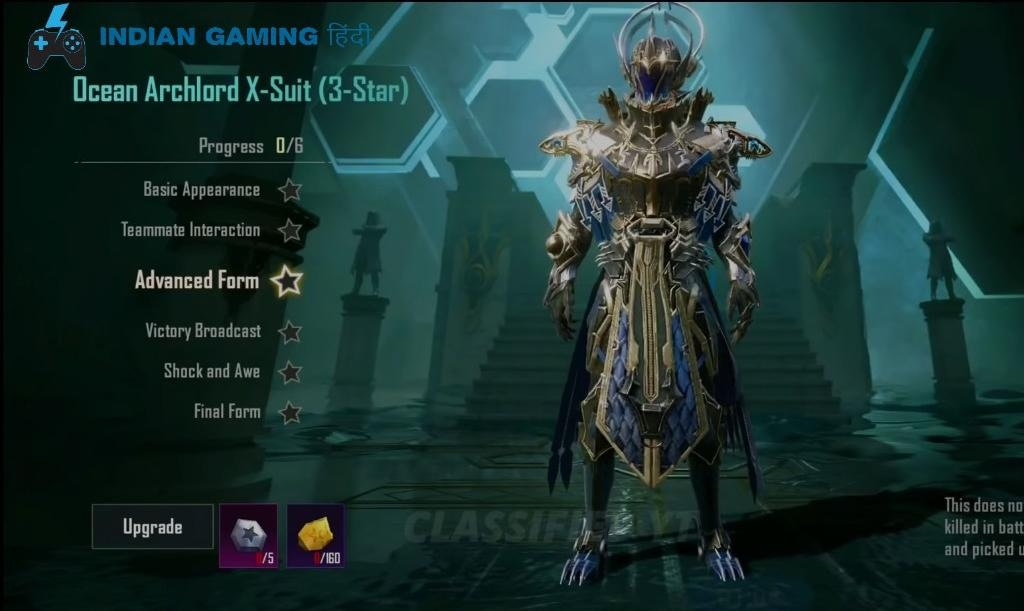 INDIAN GAMING हिंदी
Ocean Archlord X-Suit (3-Star)
Progress 0/6
Basic Appearance
Teammate Interaction
Advanced Form
Victory Broadcast
Shock and Awe
Final Form
Upgrade
0/5
0/160
This does no
killed in batt
and picked u